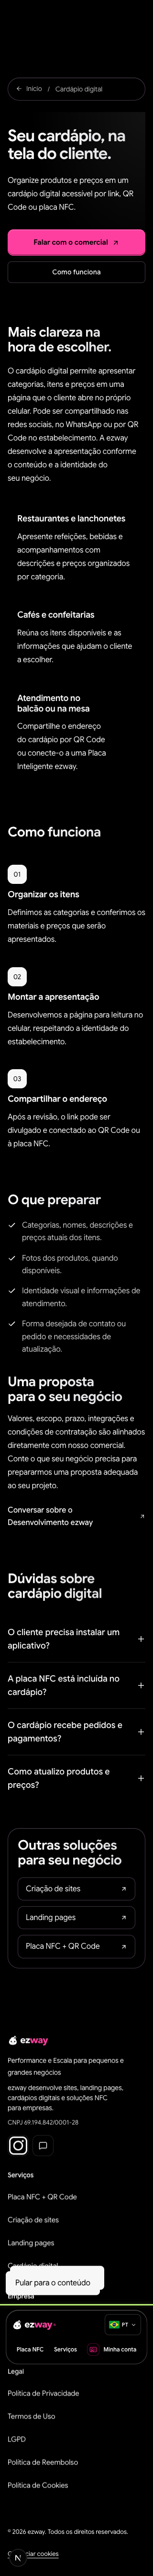 Início / Cardápio digital
Seu cardápio, na
tela do cliente.
Organize produtos e preços em um
cardápio digital acessível por link, QR
Code ou placa NFC.
Falar com o comercial
Como funciona
Mais clareza na
hora de escolher.
O cardápio digital permite apresentar
categorias, itens e preços em uma
página que o cliente abre no próprio
celular. Pode ser compartilhado nas
redes sociais, no WhatsApp ou por QR
Code no estabelecimento. A ezway
desenvolve a apresentação conforme
o conteúdo e a identidade do
seu negócio.
Restaurantes e lanchonetes
Apresente refeições, bebidas e
acompanhamentos com
descrições e preços organizados
por categoria.
Cafés e confeitarias
Reúna os itens disponíveis e as
informações que ajudam o cliente
a escolher.
Atendimento no
balcão ou na mesa
Compartilhe o endereço
do cardápio por QR Code
ou conecte-o a uma Placa
Inteligente ezway.
Como funciona
01
Organizar os itens
Definimos as categorias e conferimos os
materiais e preços que serão
apresentados.
02
Montar a apresentação
Desenvolvemos a página para leitura no
celular, respeitando a identidade do
estabelecimento.
03
Compartilhar o endereço
Após a revisão, o link pode ser
divulgado e conectado ao QR Code ou
à placa NFC.
O que preparar
Categorias, nomes, descrições e
preços atuais dos itens.
Fotos dos produtos, quando
disponíveis.
Identidade visual e informações de
atendimento.
Forma desejada de contato ou
pedido e necessidades de
atualização.
Uma proposta
para o seu negócio
Valores, escopo, prazo, integrações e
condições de contratação são alinhados
diretamente com nosso comercial.
Conte o que seu negócio precisa para
prepararmos uma proposta adequada
ao seu projeto.
Conversar sobre o
Desenvolvimento ezway
Dúvidas sobre
cardápio digital
O cliente precisa instalar um
aplicativo?
A placa NFC está incluída no
cardápio?
O cardápio recebe pedidos e
pagamentos?
Como atualizo produtos e
preços?
Outras soluções
para seu negócio
Criação de sites
Landing pages
Placa NFC + QR Code
ezway
Performance e Escala para pequenos e
grandes negócios
ezway desenvolve sites, landing pages,
cardápios digitais e soluções NFC
para empresas.
CNPJ 69.194.842/0001-28
Serviços
Placa NFC + QR Code
Criação de sites
Landing pages
Cardápio digital
Pular para o conteúdo
Empresa
ezway
PT
Placa NFC Serviços Minha conta
Legal
Política de Privacidade
Termos de Uso
LGPD
Política de Reembolso
Política de Cookies
© 2026 ezway. Todos os direitos reservados.
N
ciar cookies